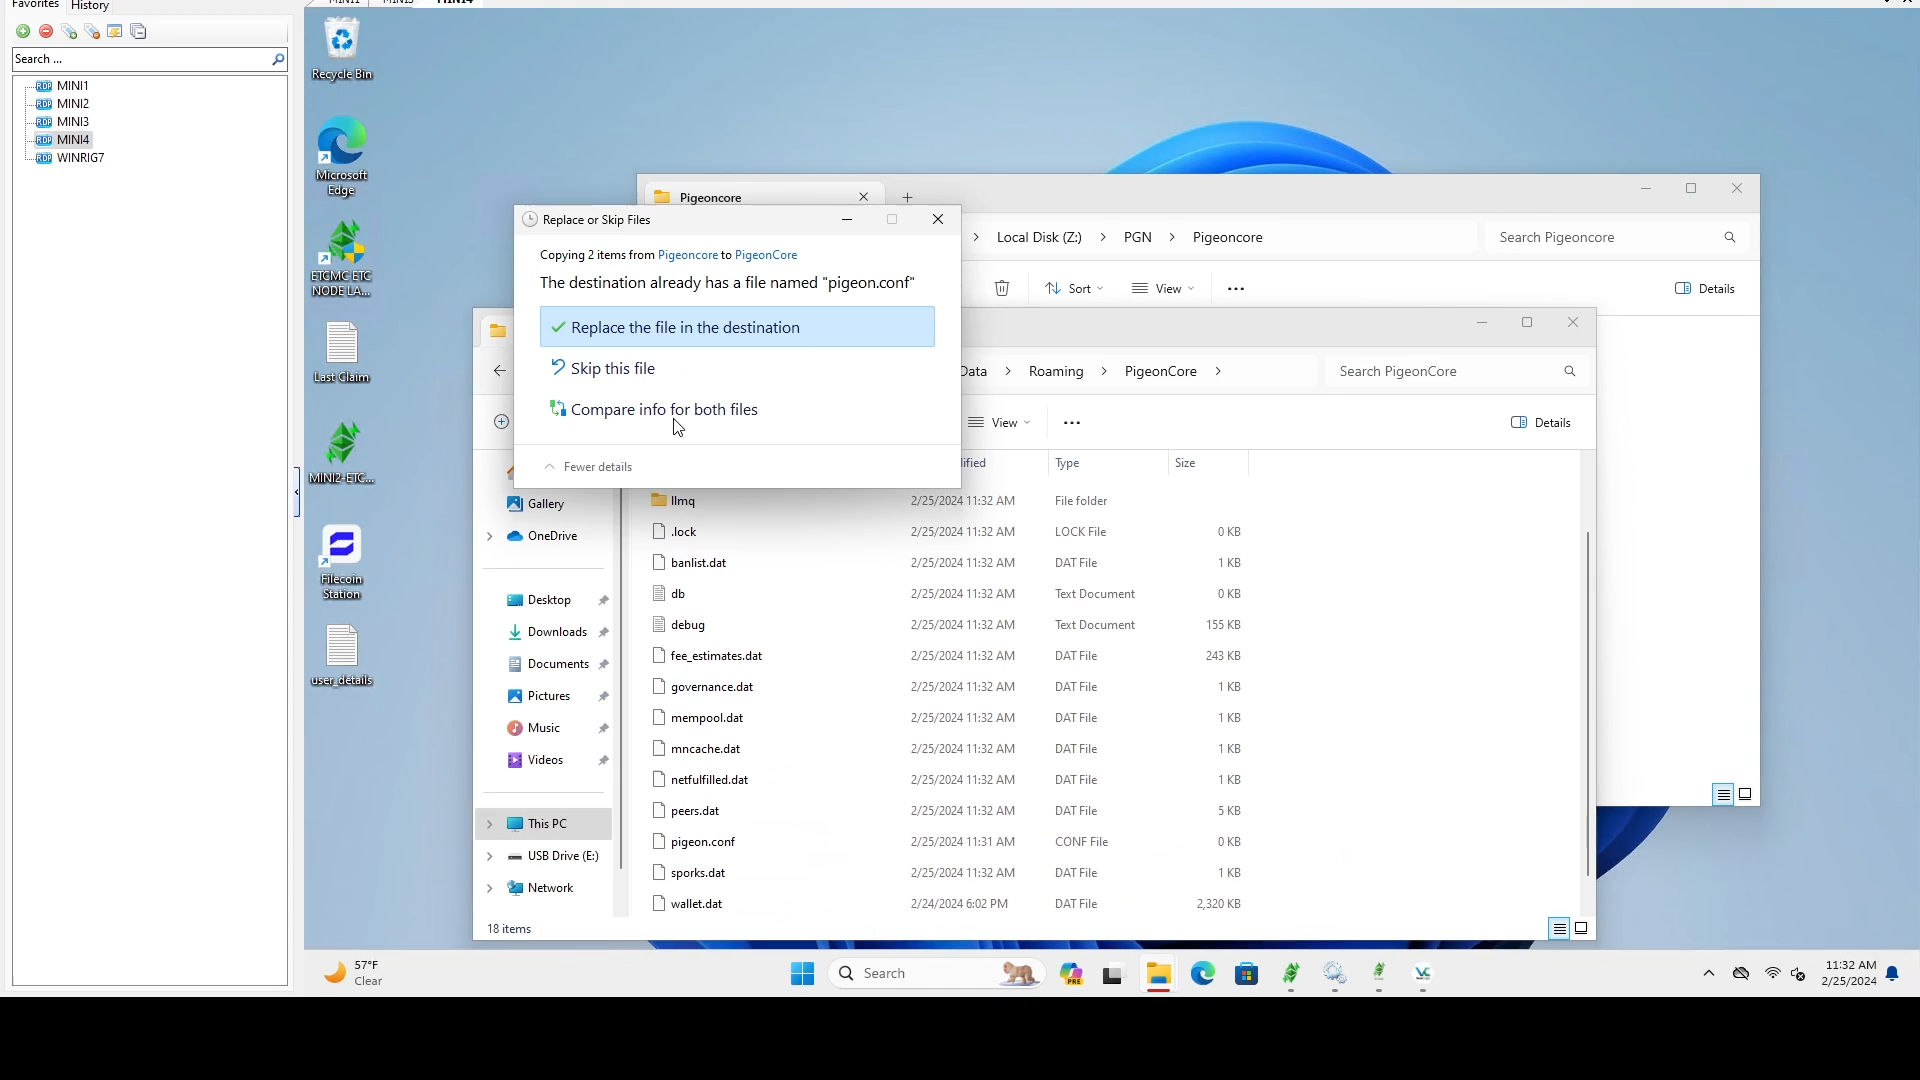 Favorites History
MINI1 MINI3 MINI4
Search ...
MINI1
MINI2
MINI3
MINI4
WINRIG7
Recycle Bin
Microsoft
Edge
ETCMC ETC
NODE LA...
Last Claim
MINI2-ETC...
Filecoin
Station
user_details
Pigeoncore
Local Disk (Z:) PGN Pigeoncore
Search Pigeoncore
Sort View Details
Replace or Skip Files
Copying 2 items from Pigeoncore to PigeonCore
The destination already has a file named "pigeon.conf"
Replace the file in the destination
Skip this file
Compare info for both files
Fewer details
Data Roaming PigeonCore
Search PigeonCore
View Details
ified Type Size
Gallery
OneDrive
Desktop
Downloads
Documents
Pictures
Music
Videos
This PC
USB Drive (E:)
Network
llmq 2/25/2024 11:32 AM File folder
.lock 2/25/2024 11:32 AM LOCK File 0 KB
banlist.dat 2/25/2024 11:32 AM DAT File 1 KB
db 2/25/2024 11:32 AM Text Document 0 KB
debug 2/25/2024 11:32 AM Text Document 155 KB
fee_estimates.dat 2/25/2024 11:32 AM DAT File 243 KB
governance.dat 2/25/2024 11:32 AM DAT File 1 KB
mempool.dat 2/25/2024 11:32 AM DAT File 1 KB
mncache.dat 2/25/2024 11:32 AM DAT File 1 KB
netfulfilled.dat 2/25/2024 11:32 AM DAT File 1 KB
peers.dat 2/25/2024 11:32 AM DAT File 5 KB
pigeon.conf 2/25/2024 11:31 AM CONF File 0 KB
sporks.dat 2/25/2024 11:32 AM DAT File 1 KB
wallet.dat 2/24/2024 6:02 PM DAT File 2,320 KB
18 items
57°F
Clear
Search
PRE
VC
11:32 AM
2/25/2024